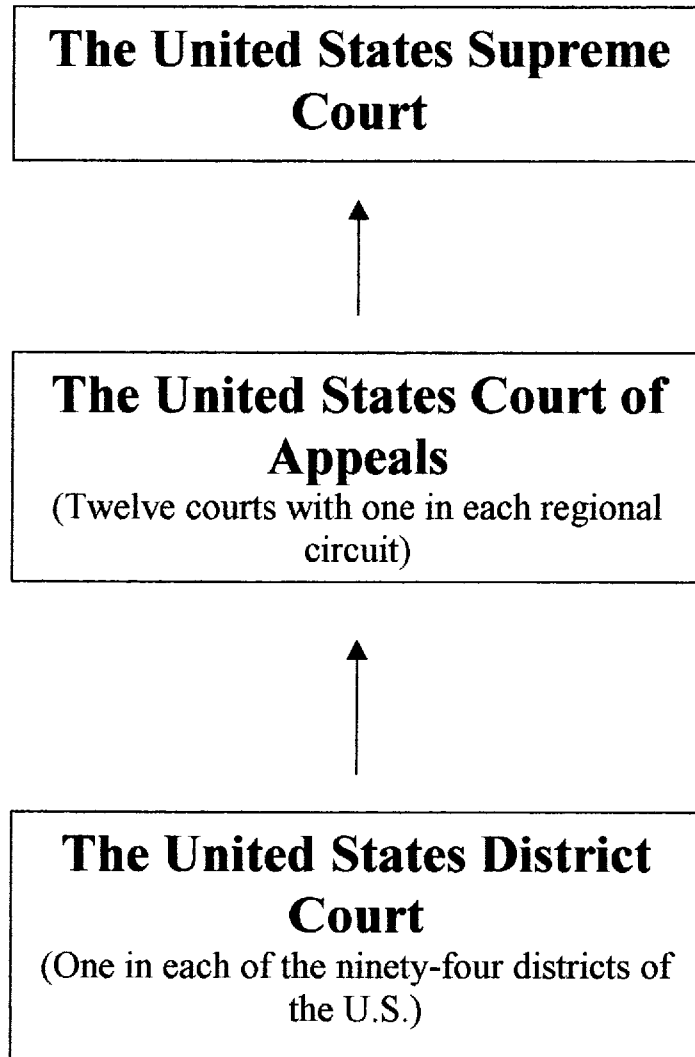 The United States Supreme
Court
The United States Court of
Appeals
(Twelve courts with one in each regional
circuit)
The United States District
Court
(One in each of the ninety-four districts of
the U.S.)